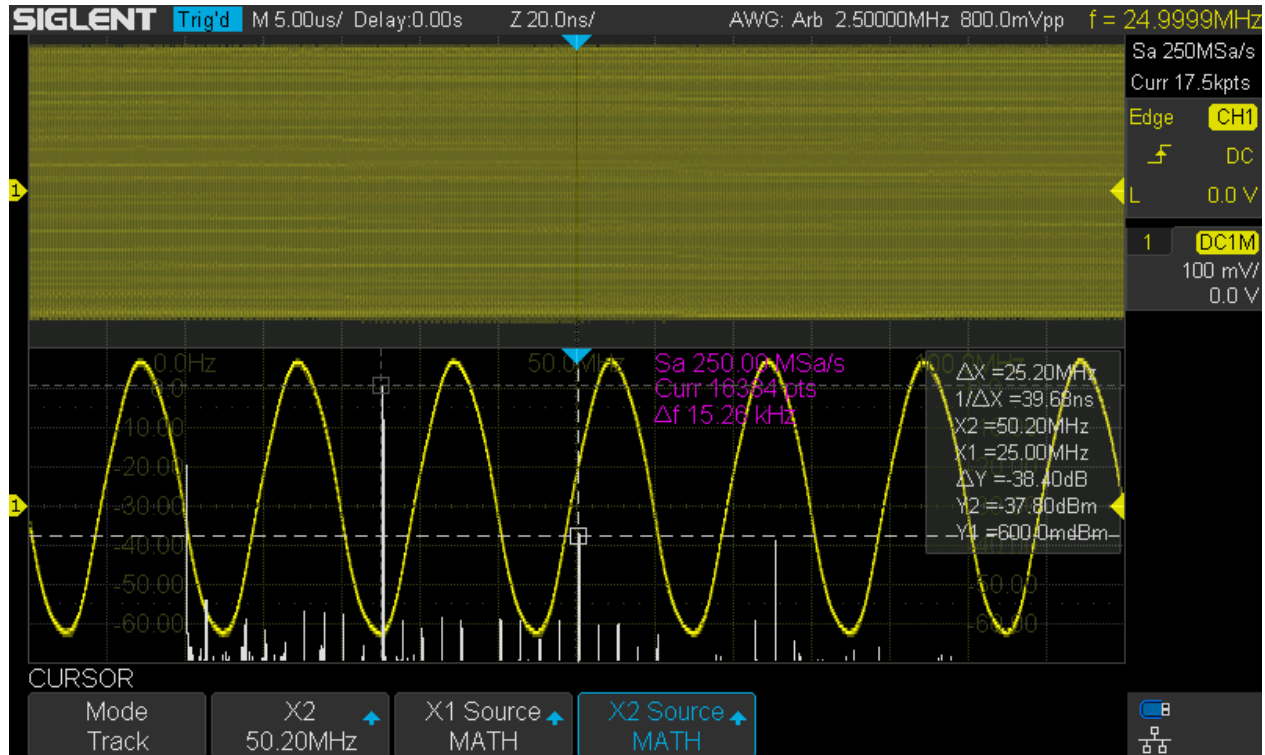 SIGLENT Trig'd M 5.00us/ Delay:0.00s Z 20.0ns/ AWG: Arb 2.50000MHz 800.0mVpp f = 24.9999MHz
Sa 250MSa/s
Curr 17.5kpts
Edge CH1
DC
L 0.0 V
1 DC1M
100 mV/
0.0 V
1
0.0Hz 50.0MHz 100.0MHz
Sa 250.00 MSa/s
Curr 16384 pts
Δf 15.26 kHz
ΔX =25.20MHz
1/ΔX =39.68ns
X2 =50.20MHz
X1 =25.00MHz
ΔY =-38.40dB
Y2 =-37.80dBm
Y1 =600.0mdBm
0.0
-10.00
-20.00
-30.00
-40.00
-50.00 -50.00
-60.00 -60.00
1
CURSOR
Mode X2 X1 Source X2 Source
Track 50.20MHz MATH MATH